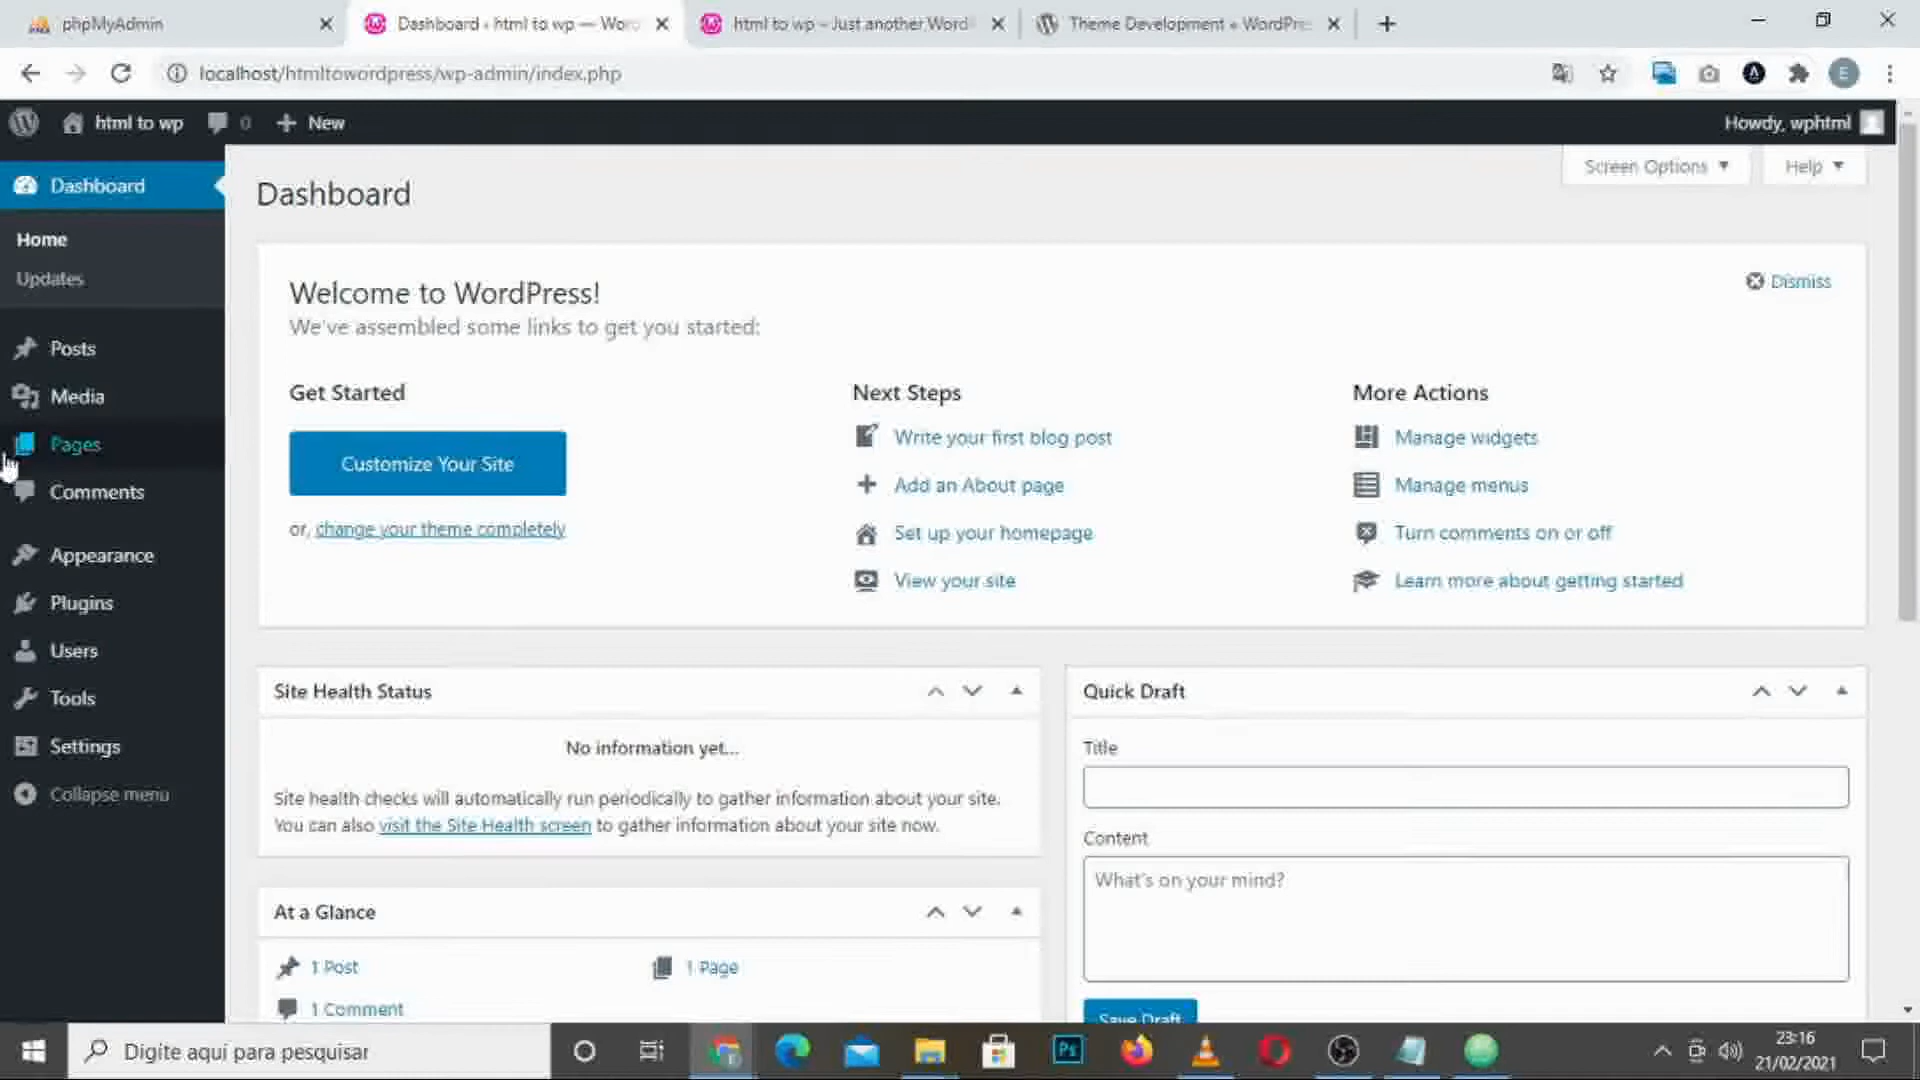 phpMyAdmin
Dashboard ‹ html to wp — Wor
html to wp – Just another Word
Theme Development « WordPre
localhost/htmltowordpress/wp-admin/index.php
E
html to wp
0
New
Howdy, wphtml
Screen Options
Help
Dashboard
Home
Updates
Posts
Media
Pages
Comments
Appearance
Plugins
Users
Tools
Settings
Collapse menu
Dashboard
Welcome to WordPress!
We've assembled some links to get you started:
Dismiss
Get Started
Customize Your Site
or, change your theme completely
Next Steps
Write your first blog post
Add an About page
Set up your homepage
View your site
More Actions
Manage widgets
Manage menus
Turn comments on or off
Learn more about getting started
Site Health Status
No information yet...
Site health checks will automatically run periodically to gather information about your site.
You can also visit the Site Health screen to gather information about your site now.
At a Glance
1 Post
1 Page
1 Comment
Quick Draft
Title
Content
What's on your mind?
Save Draft
Digite aqui para pesquisar
Ps
23:16
21/02/2021